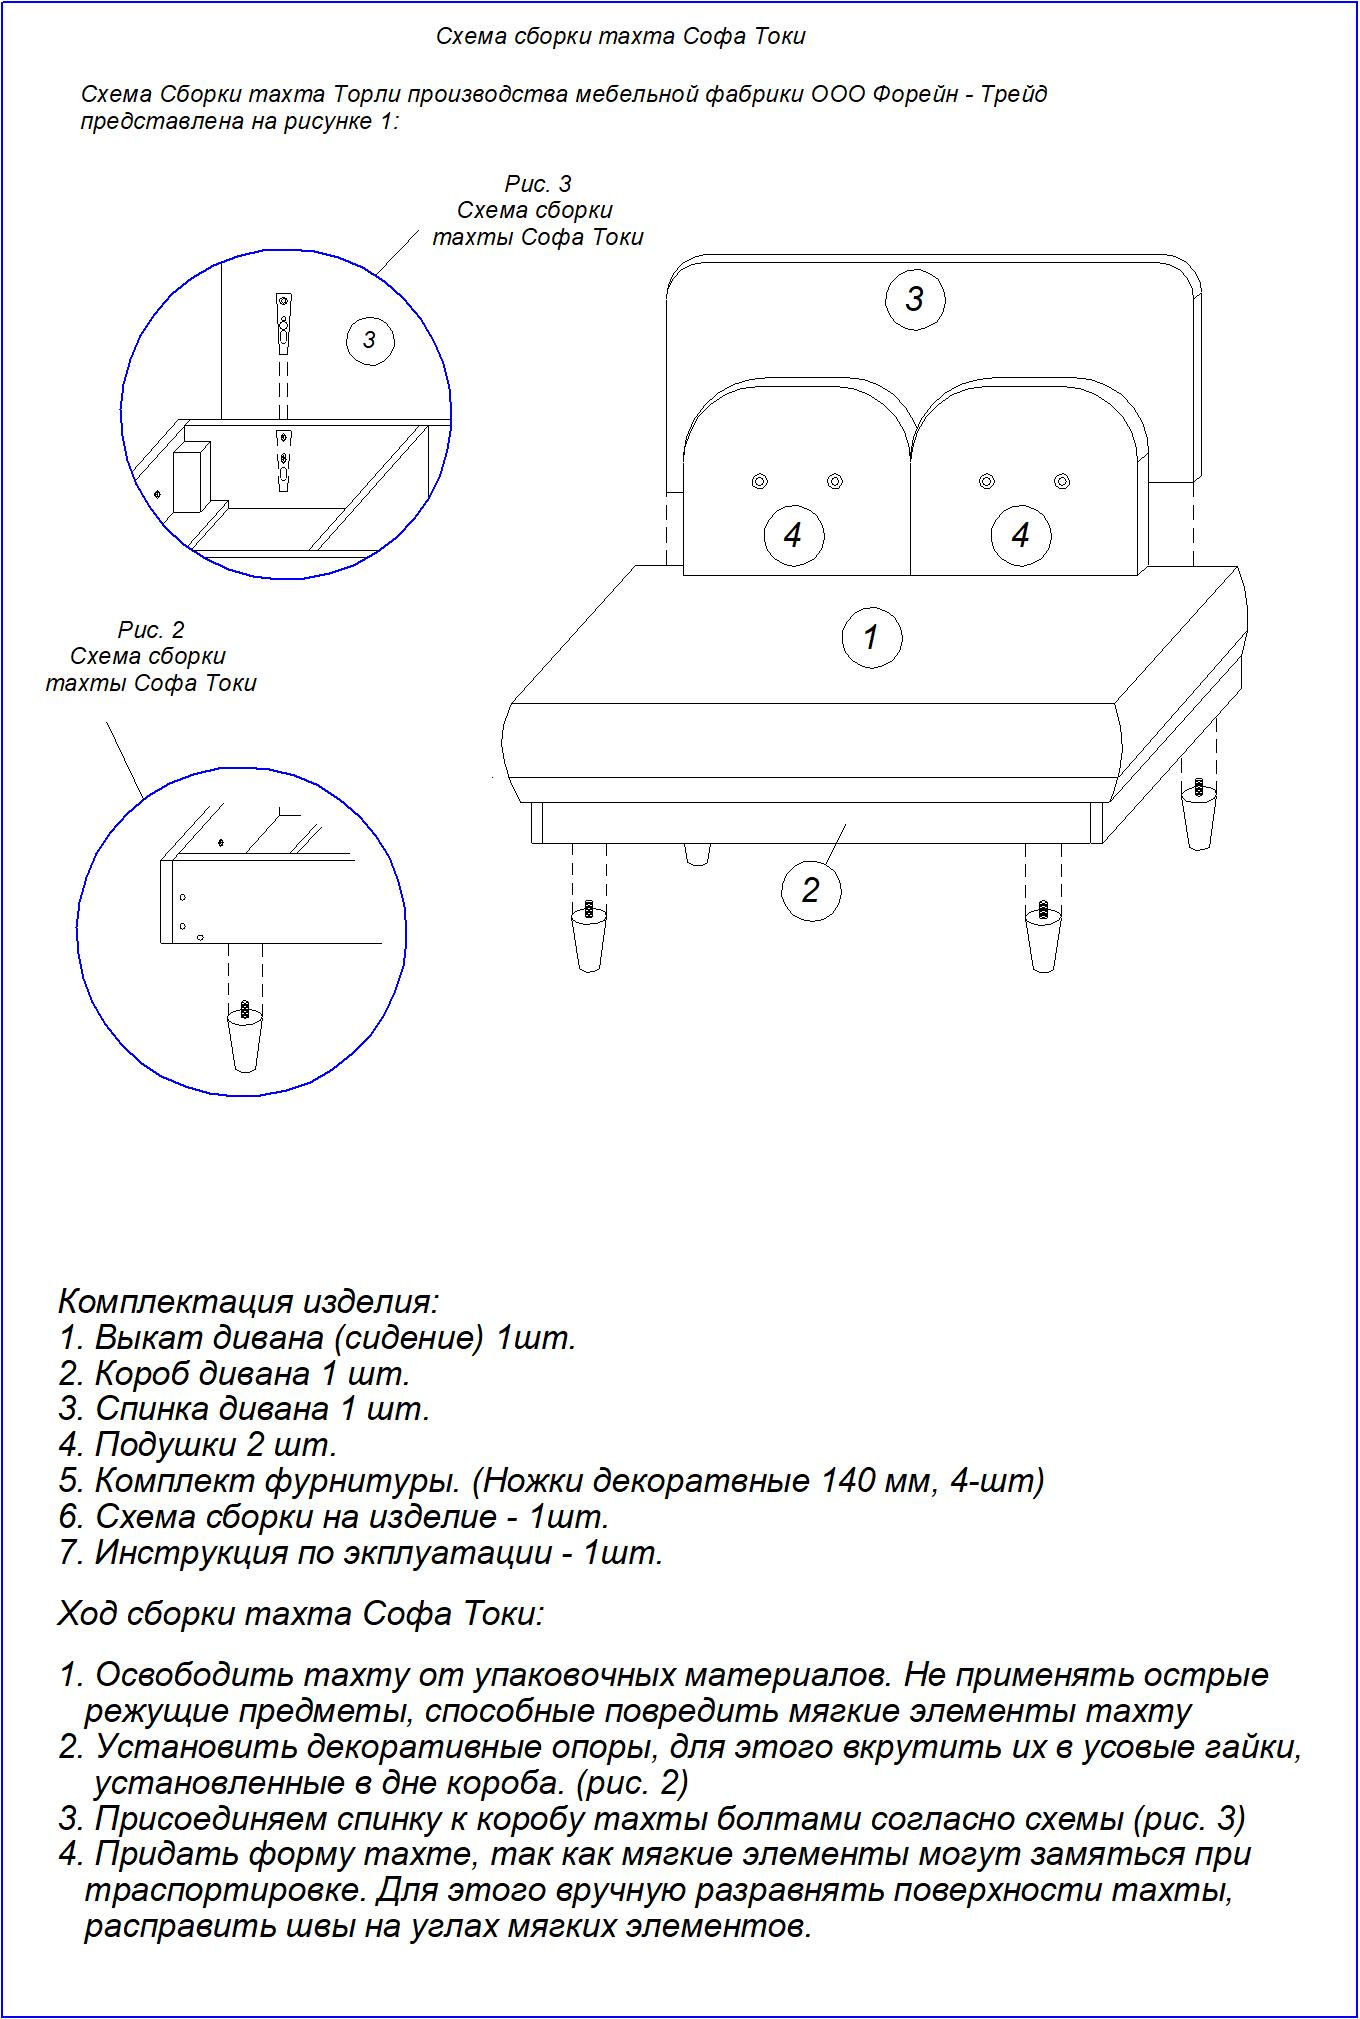 Схема сборки тахта Софа Токи
Схема Сборки тахта Торли производства мебельной фабрики ООО Форейн - Трейд
представлена на рисунке 1:
Рис. 3
Схема сборки
тахты Софа Токи
3
3
4
4
1
2
Рис. 2
Схема сборки
тахты Софа Токи
Комплектация изделия:
1. Выкат дивана (сидение) 1шт.
2. Короб дивана 1 шт.
3. Спинка дивана 1 шт.
4. Подушки 2 шт.
5. Комплект фурнитуры. (Ножки декоратвные 140 мм, 4-шт)
6. Схема сборки на изделие - 1шт.
7. Инструкция по экплуатации - 1шт.
Ход сборки тахта Софа Токи:
1. Освободить тахту от упаковочных материалов. Не применять острые
режущие предметы, способные повредить мягкие элементы тахту
2. Установить декоративные опоры, для этого вкрутить их в усовые гайки,
установленные в дне короба. (рис. 2)
3. Присоединяем спинку к коробу тахты болтами согласно схемы (рис. 3)
4. Придать форму тахте, так как мягкие элементы могут замяться при
траспортировке. Для этого вручную разравнять поверхности тахты,
расправить швы на углах мягких элементов.